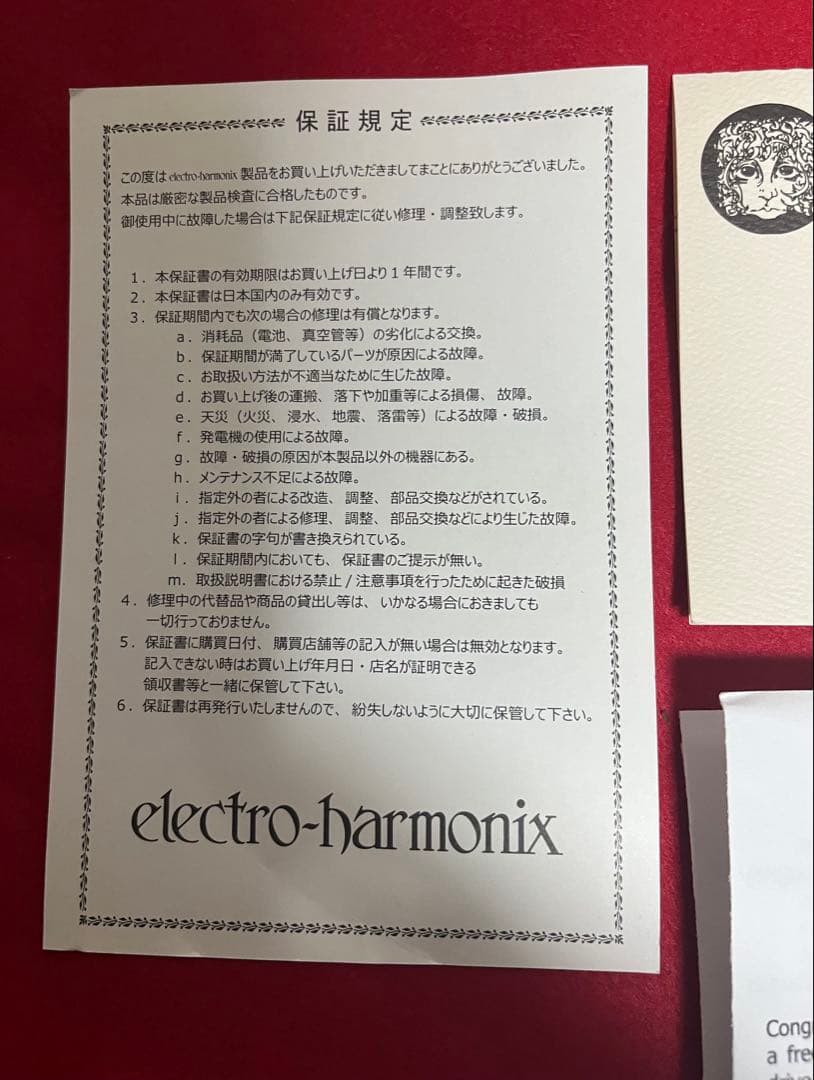 保証規定
この度は electro-harmonix 製品をお買い上げいただきましてまことにありがとうございました。
本品は厳密な製品検査に合格したものです。
御使用中に故障した場合は下記保証規定に従い修理・調整致します。
1．本保証書の有効期限はお買い上げ日より1年間です。
2．本保証書は日本国内のみ有効です。
3．保証期間内でも次の場合の修理は有償となります。
a．消耗品（電池、真空管等）の劣化による交換。
b．保証期間が満了しているパーツが原因による故障。
c．お取扱い方法が不適当なために生じた故障。
d．お買い上げ後の運搬、落下や加重等による損傷、故障。
e．天災（火災、浸水、地震、落雷等）による故障・破損。
f．発電機の使用による故障。
g．故障・破損の原因が本製品以外の機器にある。
h．メンテナンス不足による故障。
i．指定外の者による改造、調整、部品交換などがされている。
j．指定外の者による修理、調整、部品交換などにより生じた故障。
k．保証書の字句が書き換えられている。
l．保証期間内においても、保証書のご提示が無い。
m．取扱説明書における禁止/注意事項を行ったために起きた破損
4．修理中の代替品や商品の貸出し等は、いかなる場合におきましても
一切行っておりません。
5．保証書に購買日付、購買店舗等の記入が無い場合は無効となります。
記入できない時はお買い上げ年月日・店名が証明できる
領収書等と一緒に保管して下さい。
6．保証書は再発行いたしませんので、紛失しないように大切に保管して下さい。
electro-harmonix
Cong
a fre